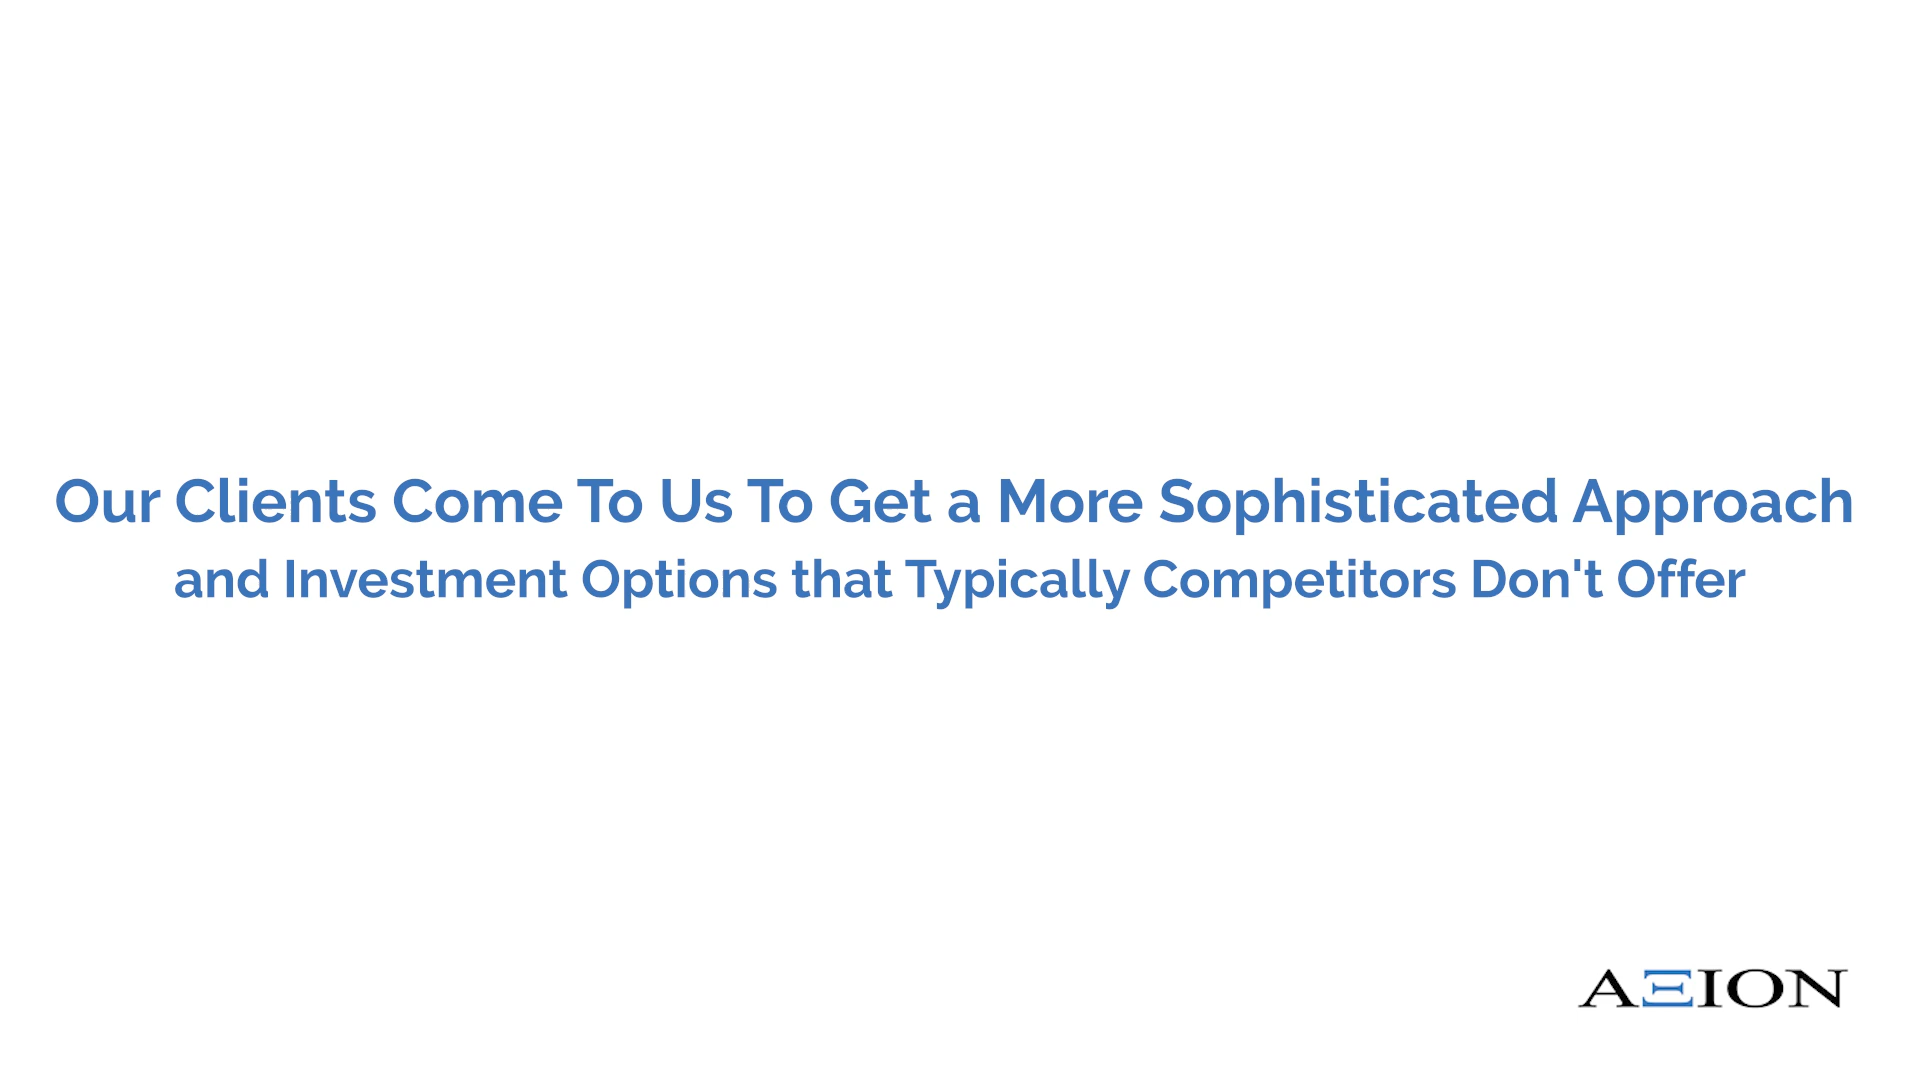 Our Clients Come To Us To Get a More Sophisticated Approach
and Investment Options that Typically Competitors Don't Offer
AΞION